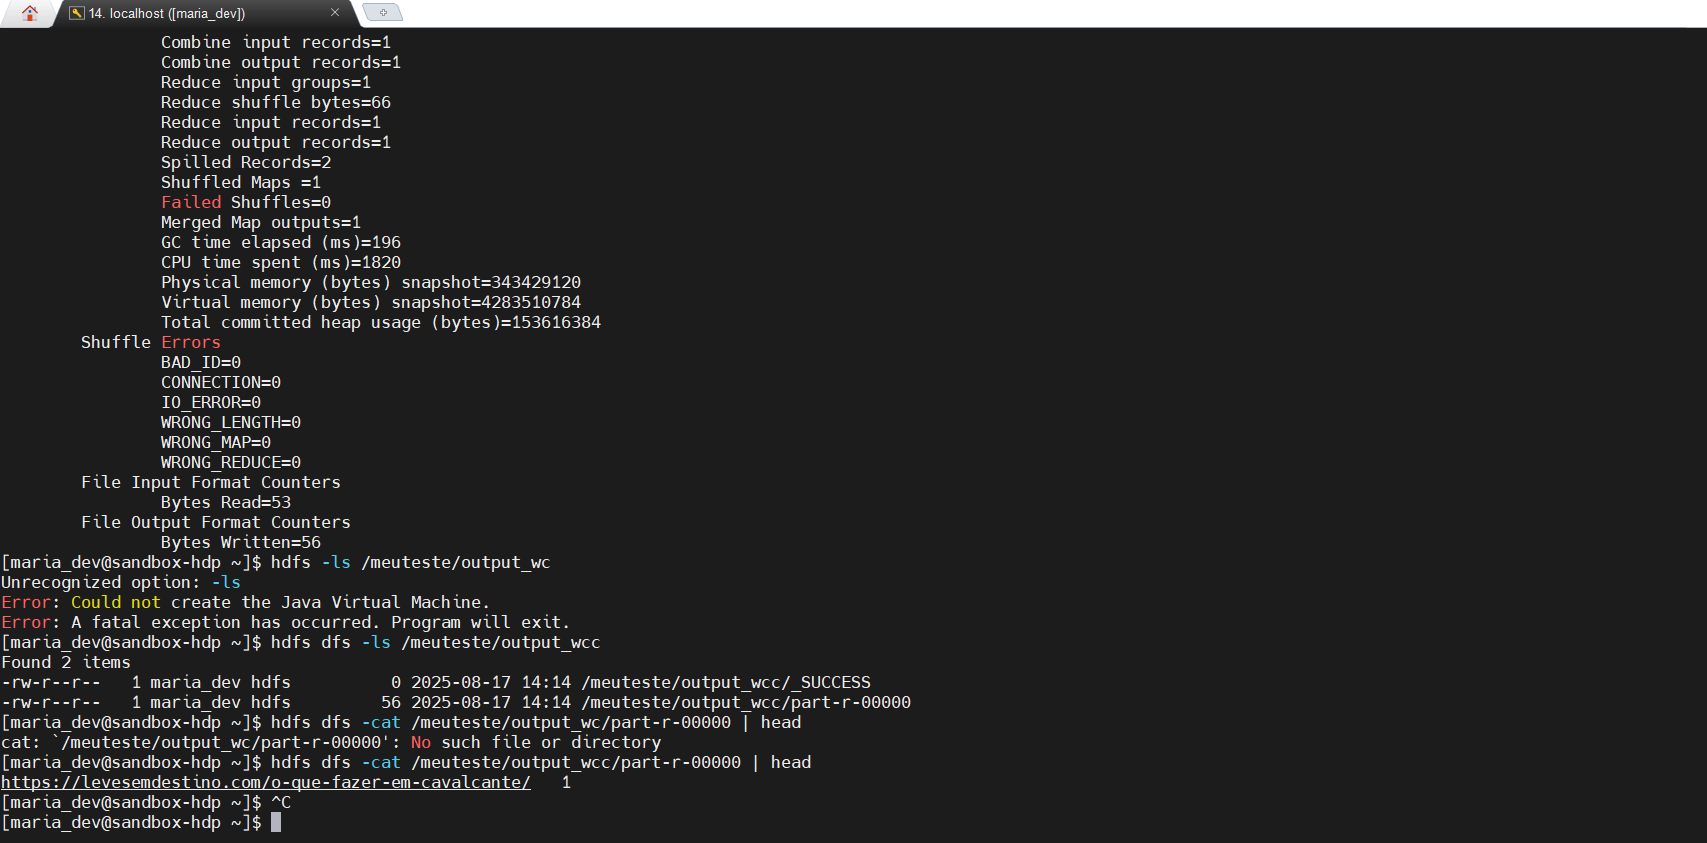 14. localhost ([maria_dev])
Combine input records=1
Combine output records=1
Reduce input groups=1
Reduce shuffle bytes=66
Reduce input records=1
Reduce output records=1
Spilled Records=2
Shuffled Maps =1
Failed Shuffles=0
Merged Map outputs=1
GC time elapsed (ms)=196
CPU time spent (ms)=1820
Physical memory (bytes) snapshot=343429120
Virtual memory (bytes) snapshot=4283510784
Total committed heap usage (bytes)=153616384
Shuffle Errors
BAD_ID=0
CONNECTION=0
IO_ERROR=0
WRONG_LENGTH=0
WRONG_MAP=0
WRONG_REDUCE=0
File Input Format Counters
Bytes Read=53
File Output Format Counters
Bytes Written=56
[maria_dev@sandbox-hdp ~]$ hdfs -ls /meuteste/output_wc
Unrecognized option: -ls
Error: Could not create the Java Virtual Machine.
Error: A fatal exception has occurred. Program will exit.
[maria_dev@sandbox-hdp ~]$ hdfs dfs -ls /meuteste/output_wcc
Found 2 items
-rw-r--r--   1 maria_dev hdfs          0 2025-08-17 14:14 /meuteste/output_wcc/_SUCCESS
-rw-r--r--   1 maria_dev hdfs         56 2025-08-17 14:14 /meuteste/output_wcc/part-r-00000
[maria_dev@sandbox-hdp ~]$ hdfs dfs -cat /meuteste/output_wc/part-r-00000 | head
cat: `/meuteste/output_wc/part-r-00000': No such file or directory
[maria_dev@sandbox-hdp ~]$ hdfs dfs -cat /meuteste/output_wcc/part-r-00000 | head
https://levesemdestino.com/o-que-fazer-em-cavalcante/   1
[maria_dev@sandbox-hdp ~]$ ^C
[maria_dev@sandbox-hdp ~]$